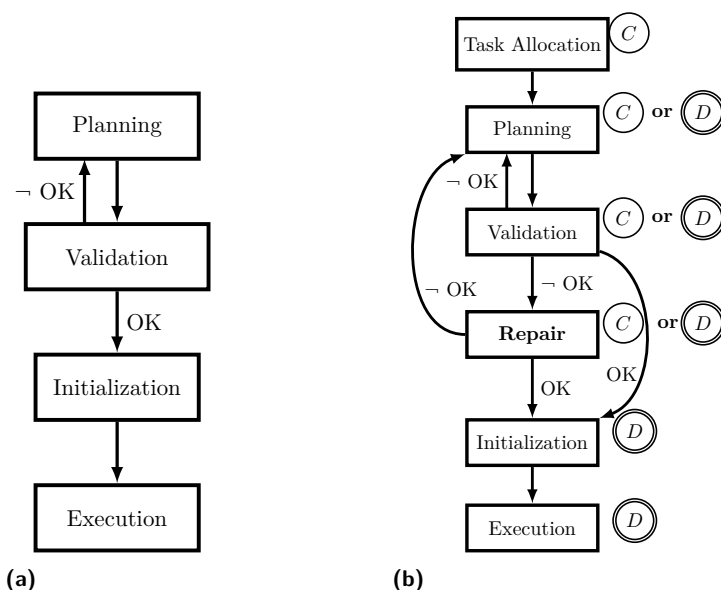 Planning
¬ OK
Validation
OK
Initialization
Execution
(a)
Task Allocation C
Planning C or D
¬ OK
Validation C or D
¬ OK
¬ OK
Repair C or D
OK
OK
Initialization D
Execution D
(b)